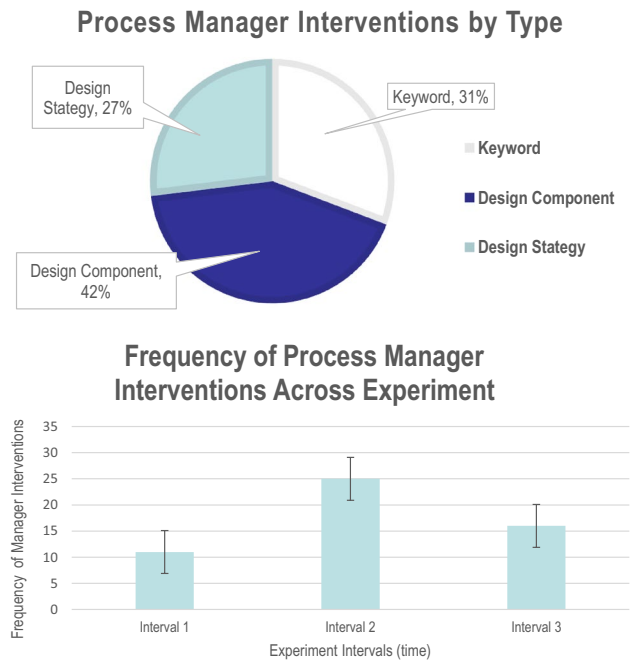 Process Manager Interventions by Type
Design
Stategy, 27%
Keyword, 31%
Keyword
Design Component
Design Stategy
Design Component,
42%
Frequency of Process Manager
Interventions Across Experiment
Frequency of Manager Interventions
35
30
25
20
15
10
5
0
Interval 1
Interval 2
Interval 3
Experiment Intervals (time)